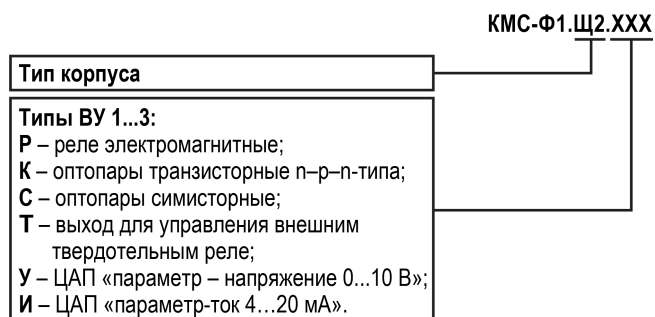 КМС-Ф1.Щ2.ХХХ
Тип корпуса
Типы ВУ 1...3:
Р – реле электромагнитные;
К – оптопары транзисторные n–p–n-типа;
С – оптопары симисторные;
Т – выход для управления внешним
твердотельным реле;
У – ЦАП «параметр – напряжение 0...10 В»;
И – ЦАП «параметр-ток 4…20 мА».